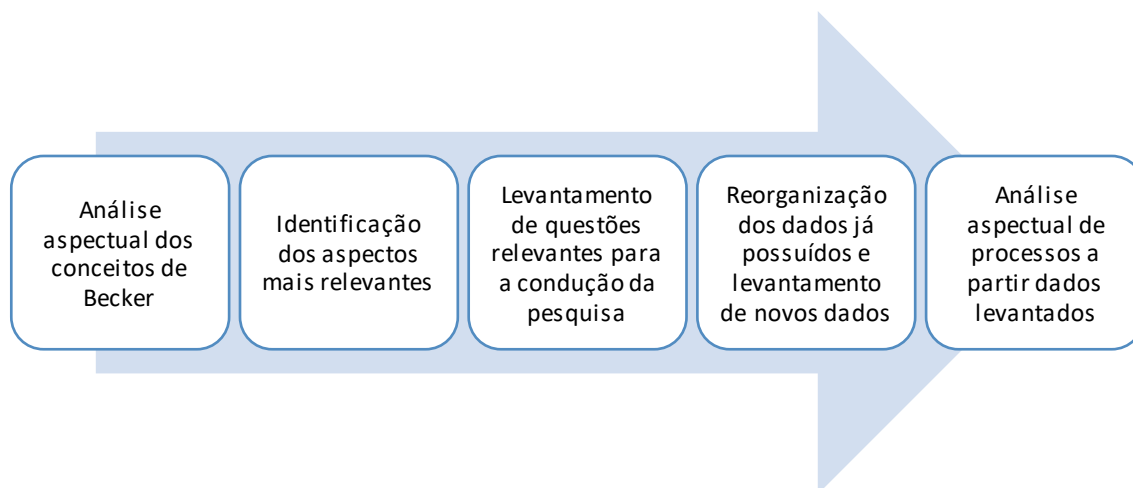 Análise
aspectual dos
conceitos de
Becker
Identificação
dos aspectos
mais relevantes
Levantamento
de questões
relevantes para
a condução da
pesquisa
Reorganização
dos dados já
possuídos e
levantamento
de novos dados
Análise
aspectual de
processos a
partir dados
levantados